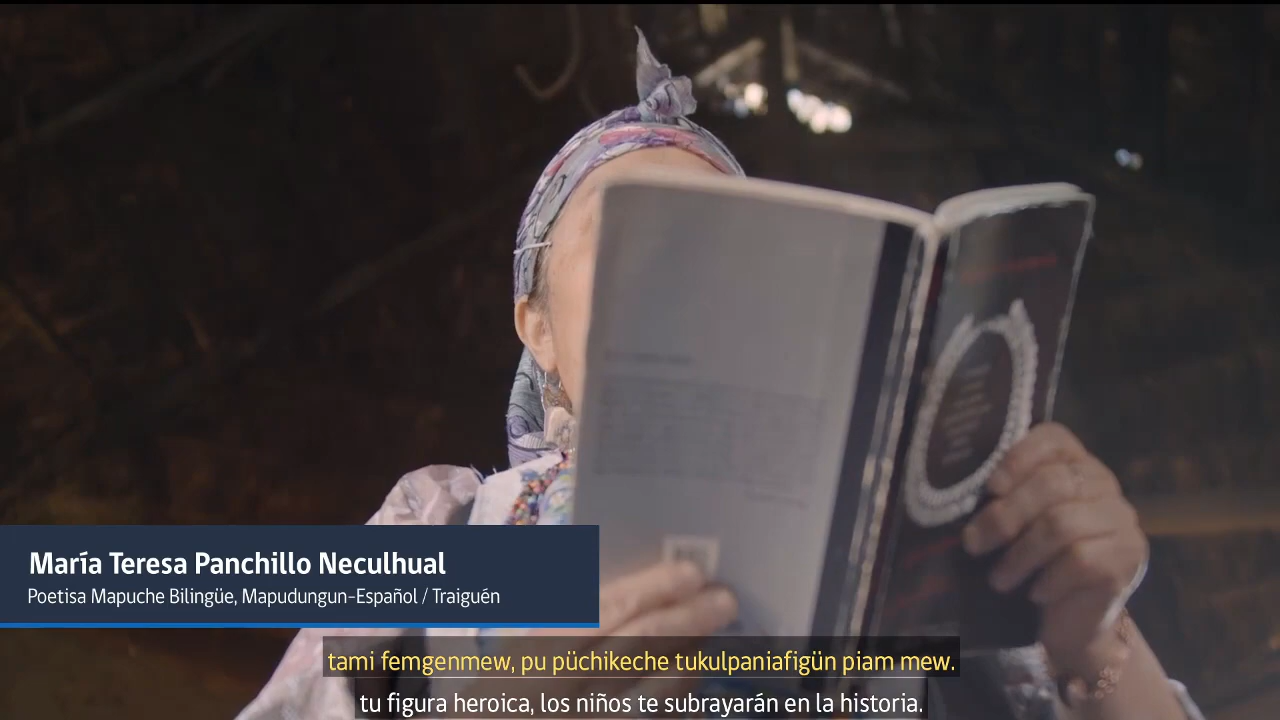 María Teresa Panchillo Neculhual
Poetisa Mapuche Bilingüe, Mapudungun-Español / Traiguén
tami femgenmew, pu püchikeche tukulpaniafigün piam mew.
tu figura heroica, los niños te subrayarán en la historia.